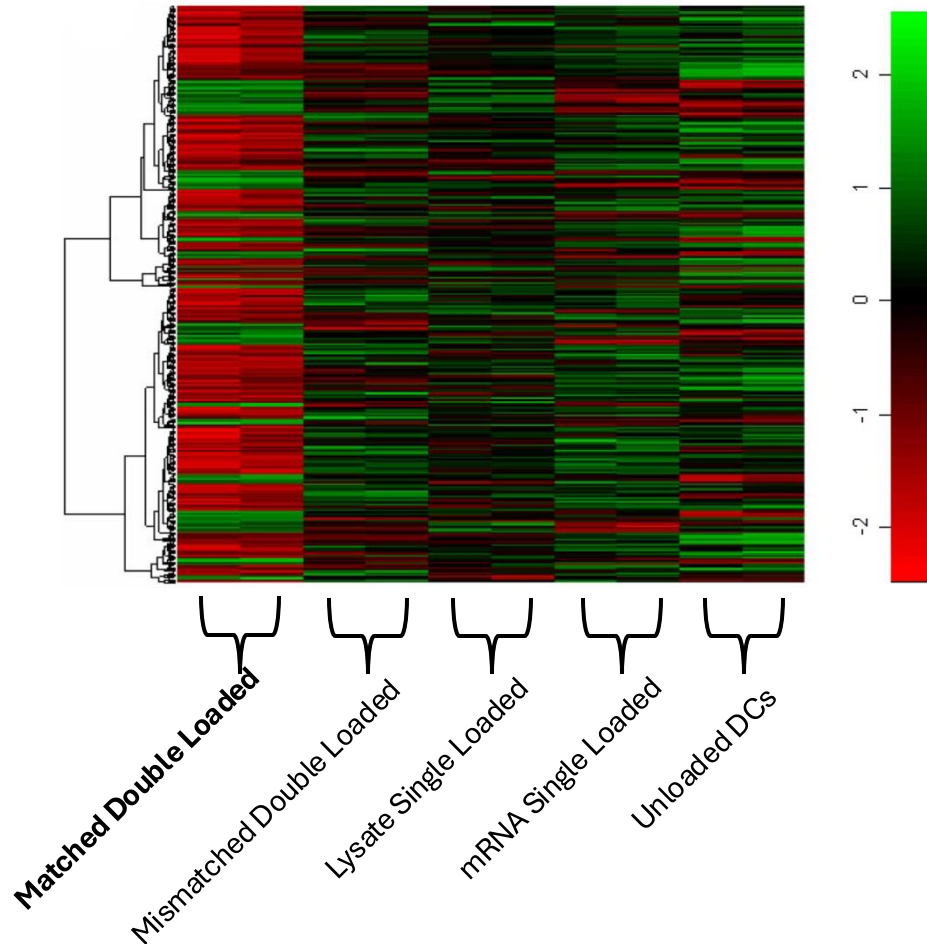 2
1
0
-1
-2
Matched Double Loaded
Mismatched Double Loaded
Lysate Single Loaded
mRNA Single Loaded
Unloaded DCs